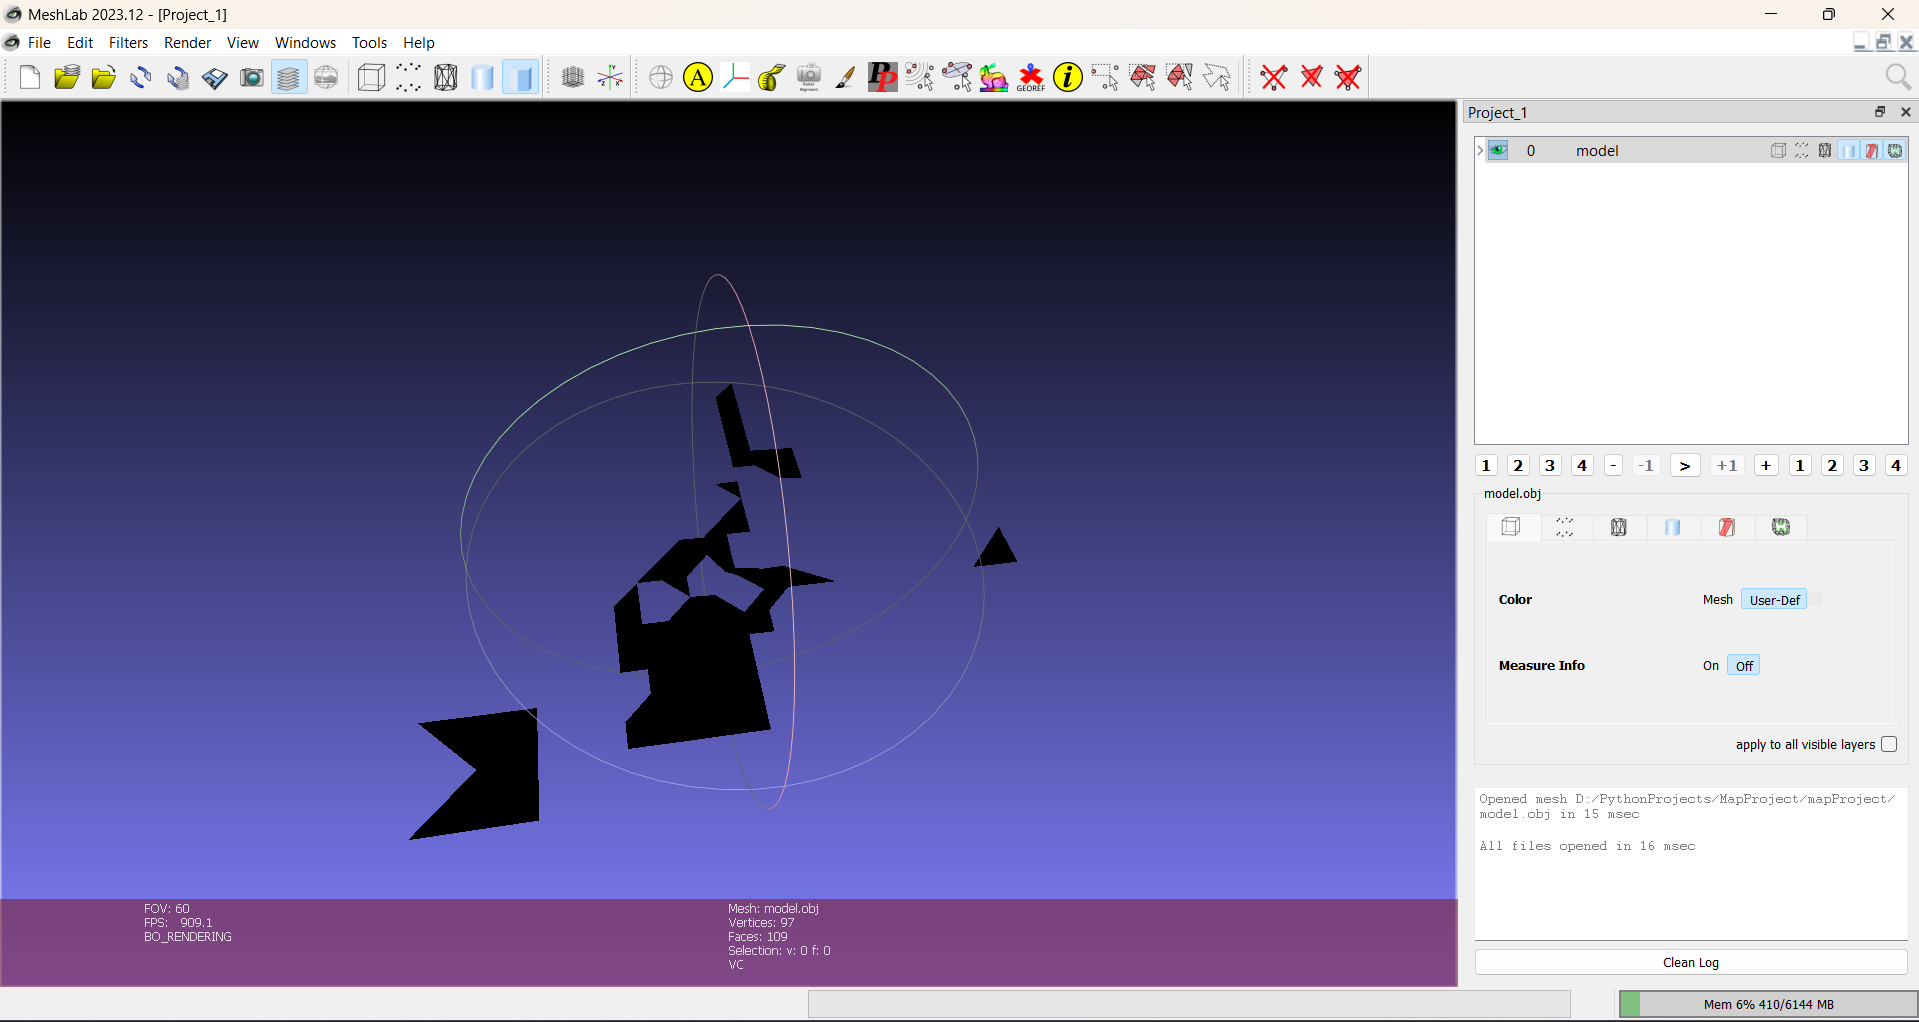 MeshLab 2023.12 - [Project_1]
File Edit Filters Render View Windows Tools Help
A PP GEOREF i
Project_1
0 model
1 2 3 4 - -1 > +1 + 1 2 3 4
model.obj
Color Mesh User-Def
Measure Info On Off
apply to all visible layers
Opened mesh D:/PythonProjects/MapProject/mapProject/
model.obj in 15 msec
All files opened in 16 msec
FOV: 60
FPS: 909.1
BO_RENDERING
Mesh: model.obj
Vertices: 97
Faces: 109
Selection: v: 0 f: 0
VC
Clean Log
Mem 6% 410/6144 MB